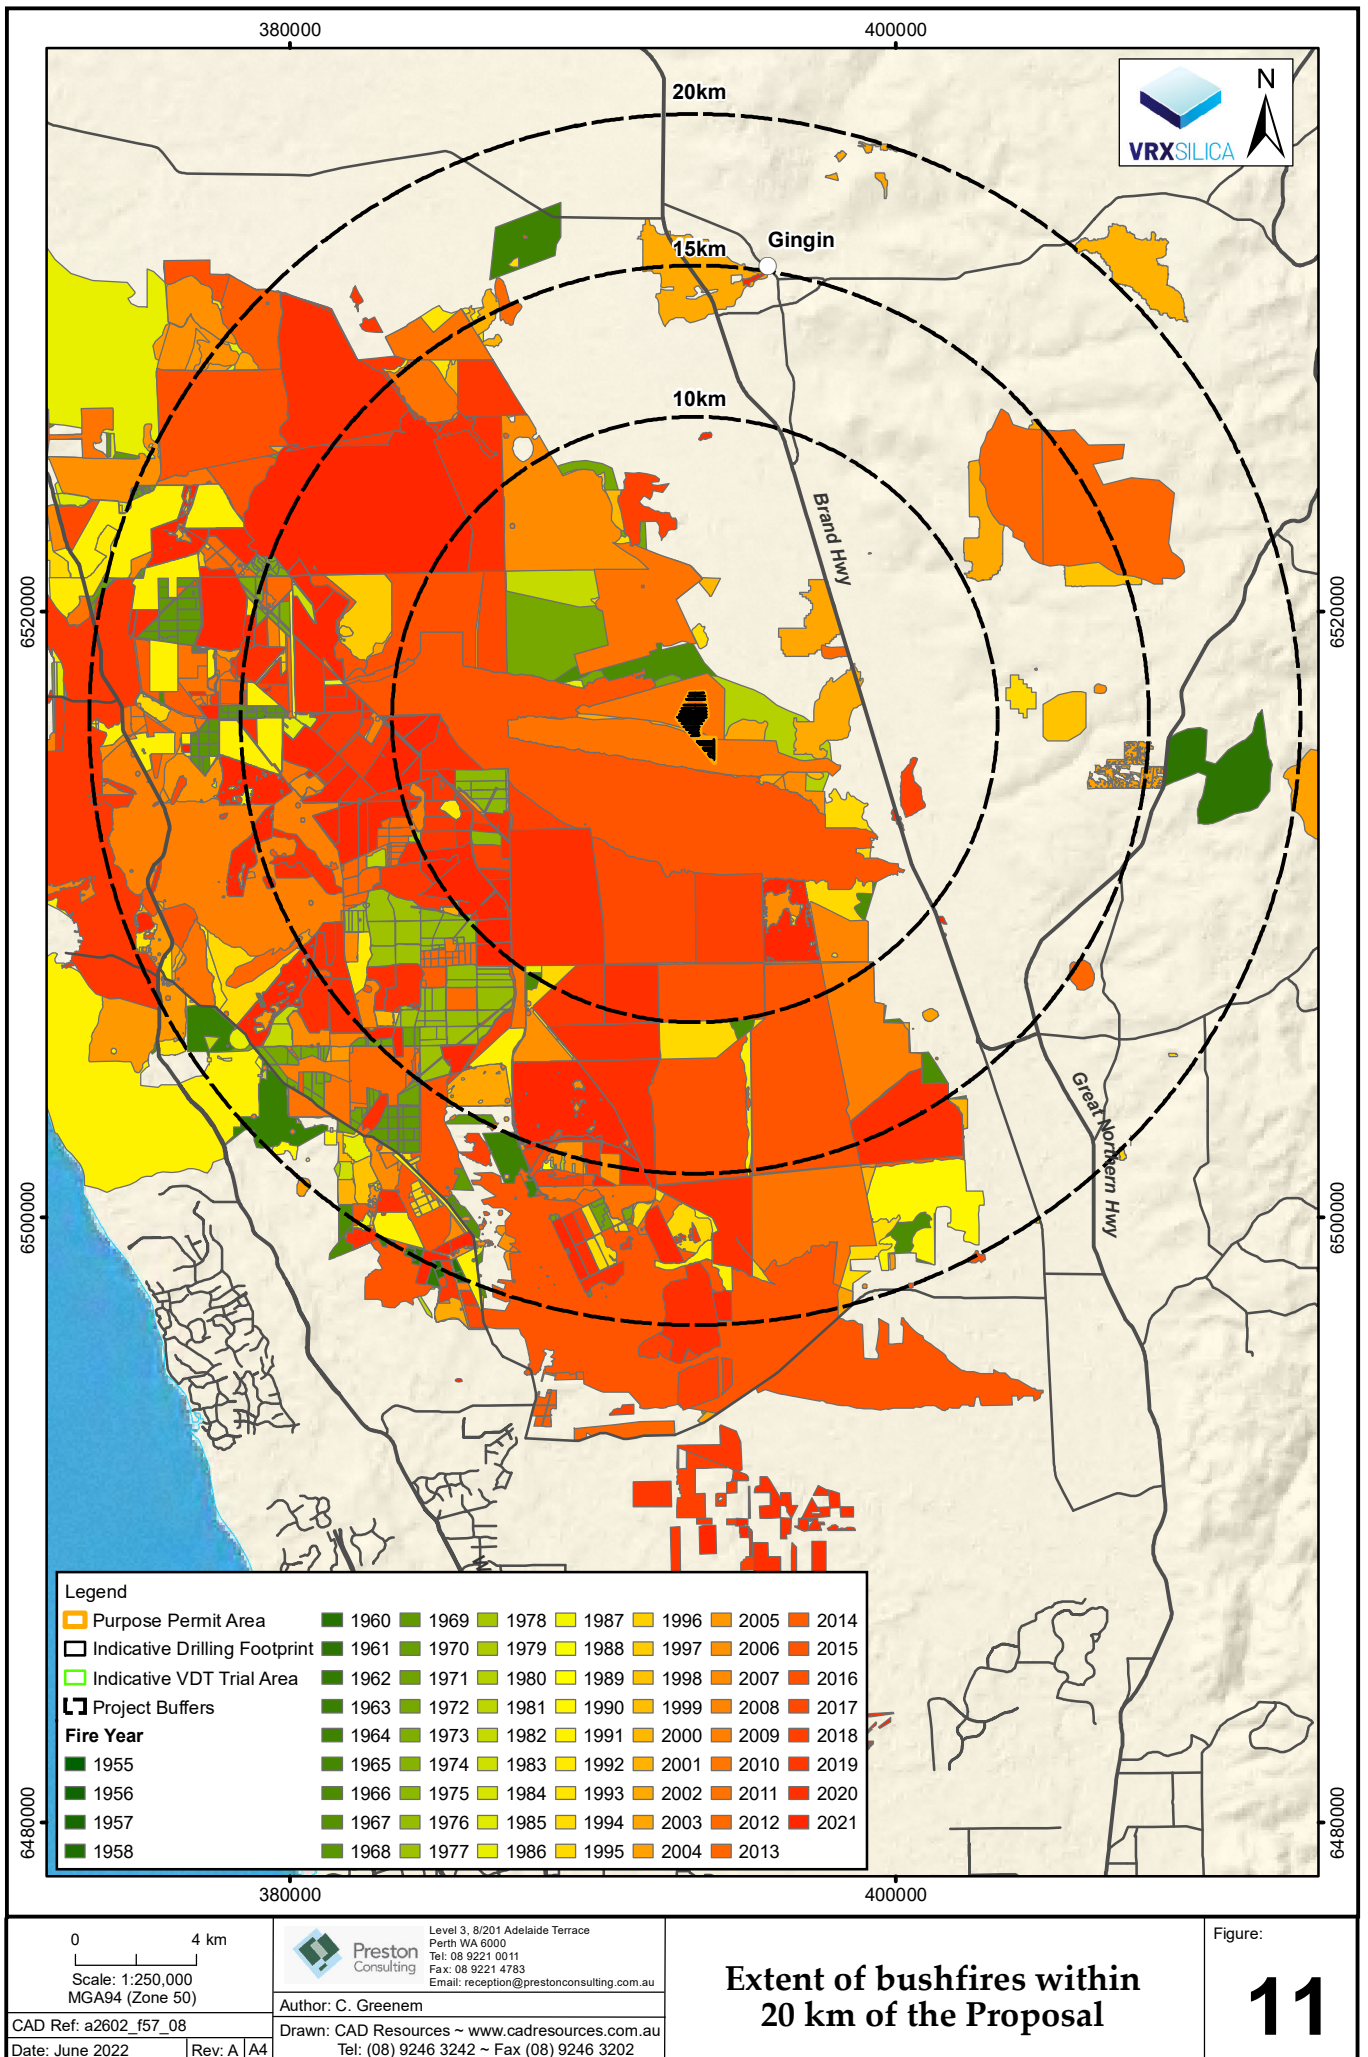 380000
400000
20km
N
VRXSILICA
15km
Gingin
10km
Brand Hwy
6520000
6520000
Great Northern Hwy
6500000
6500000
Legend
Purpose Permit Area
Indicative Drilling Footprint
Indicative VDT Trial Area
Project Buffers
Fire Year
1955
1956
1957
1958
1960
1961
1962
1963
1964
1965
1966
1967
1968
1969
1970
1971
1972
1973
1974
1975
1976
1977
1978
1979
1980
1981
1982
1983
1984
1985
1986
1987
1988
1989
1990
1991
1992
1993
1994
1995
1996
1997
1998
1999
2000
2001
2002
2003
2004
2005
2006
2007
2008
2009
2010
2011
2012
2013
2014
2015
2016
2017
2018
2019
2020
2021
6480000
6480000
380000
400000
0 4 km
Scale: 1:250,000
MGA94 (Zone 50)
CAD Ref: a2602_f57_08
Date: June 2022 Rev: A A4
Preston
Consulting
Level 3, 8/201 Adelaide Terrace
Perth WA 6000
Tel: 08 9221 0011
Fax: 08 9221 4783
Email: reception@prestonconsulting.com.au
Author: C. Greenem
Drawn: CAD Resources ~ www.cadresources.com.au
Tel: (08) 9246 3242 ~ Fax (08) 9246 3202
Extent of bushfires within
20 km of the Proposal
Figure:
11